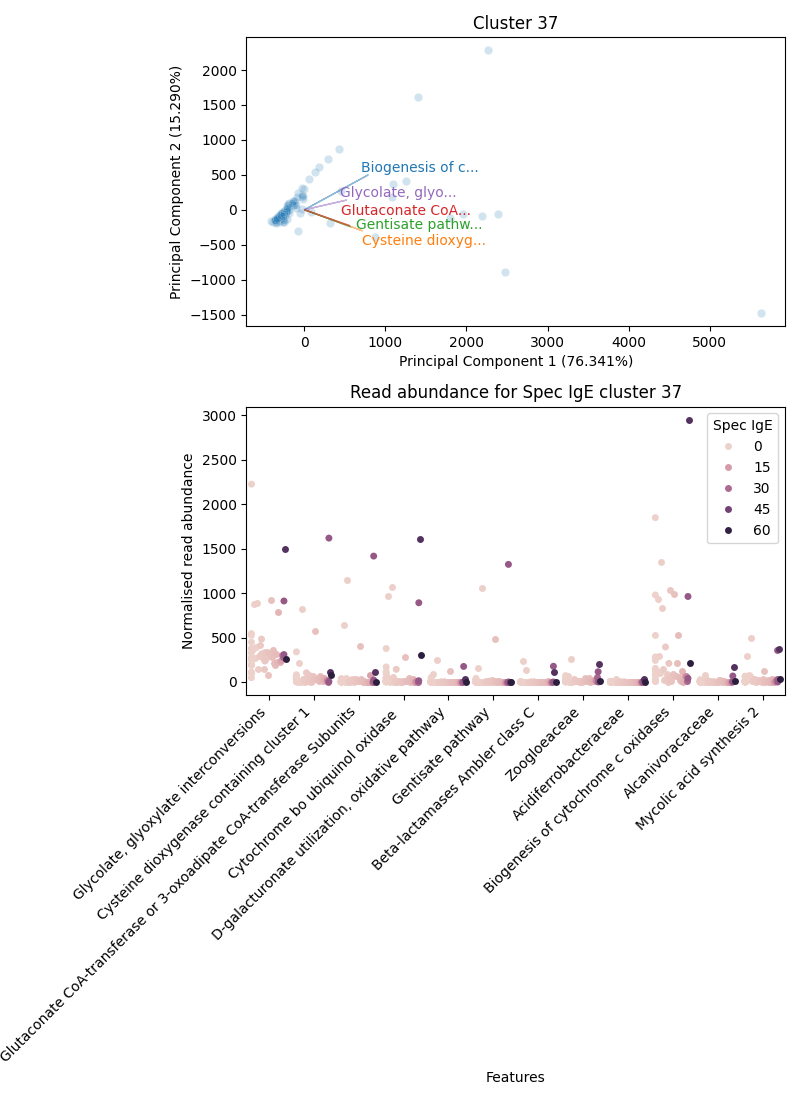 Cluster 37
Principal Component 2 (15.290%)
2000
1500
1000
500
0
−500
−1000
−1500
Biogenesis of c...
Glycolate, glyo...
Glutaconate CoA...
Gentisate pathw...
Cysteine dioxyg...
0 1000 2000 3000 4000 5000
Principal Component 1 (76.341%)
Read abundance for Spec IgE cluster 37
Normalised read abundance
3000
2500
2000
1500
1000
500
0
Spec IgE
0
15
30
45
60
Glycolate, glyoxylate interconversions
Cysteine dioxygenase containing cluster 1
Glutaconate CoA-transferase or 3-oxoadipate CoA-transferase Subunits
Cytochrome bo ubiquinol oxidase
D-galacturonate utilization, oxidative pathway
Gentisate pathway
Beta-lactamases Ambler class C
Zoogloeaceae
Acidiferrobacteraceae
Biogenesis of cytochrome c oxidases
Alcanivoracaceae
Mycolic acid synthesis 2
Features